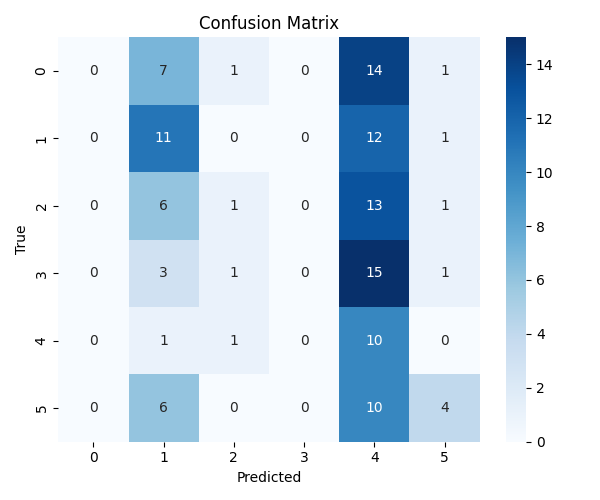 Confusion Matrix
0 0 7 1 0 14 1
1 0 11 0 0 12 1
2 0 6 1 0 13 1
3 0 3 1 0 15 1
4 0 1 1 0 10 0
5 0 6 0 0 10 4
0 1 2 3 4 5
True
Predicted
14
12
10
8
6
4
2
0